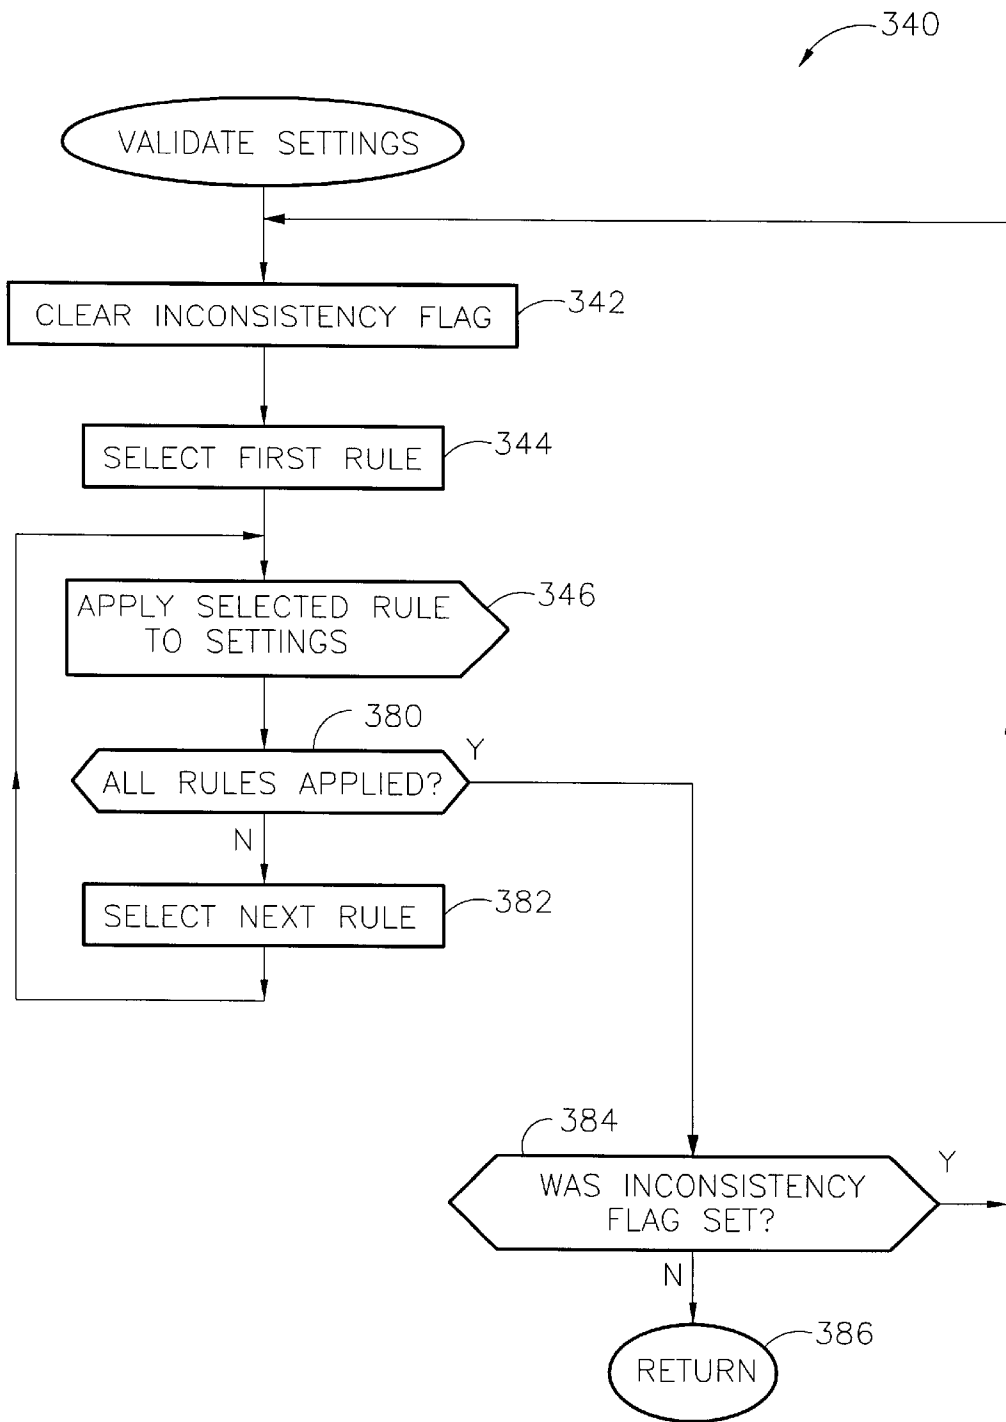 340
VALIDATE SETTINGS
CLEAR INCONSISTENCY FLAG
342
SELECT FIRST RULE
344
APPLY SELECTED RULE
TO SETTINGS
346
380
ALL RULES APPLIED?
Y
N
SELECT NEXT RULE
382
384
WAS INCONSISTENCY
FLAG SET?
Y
N
386
RETURN